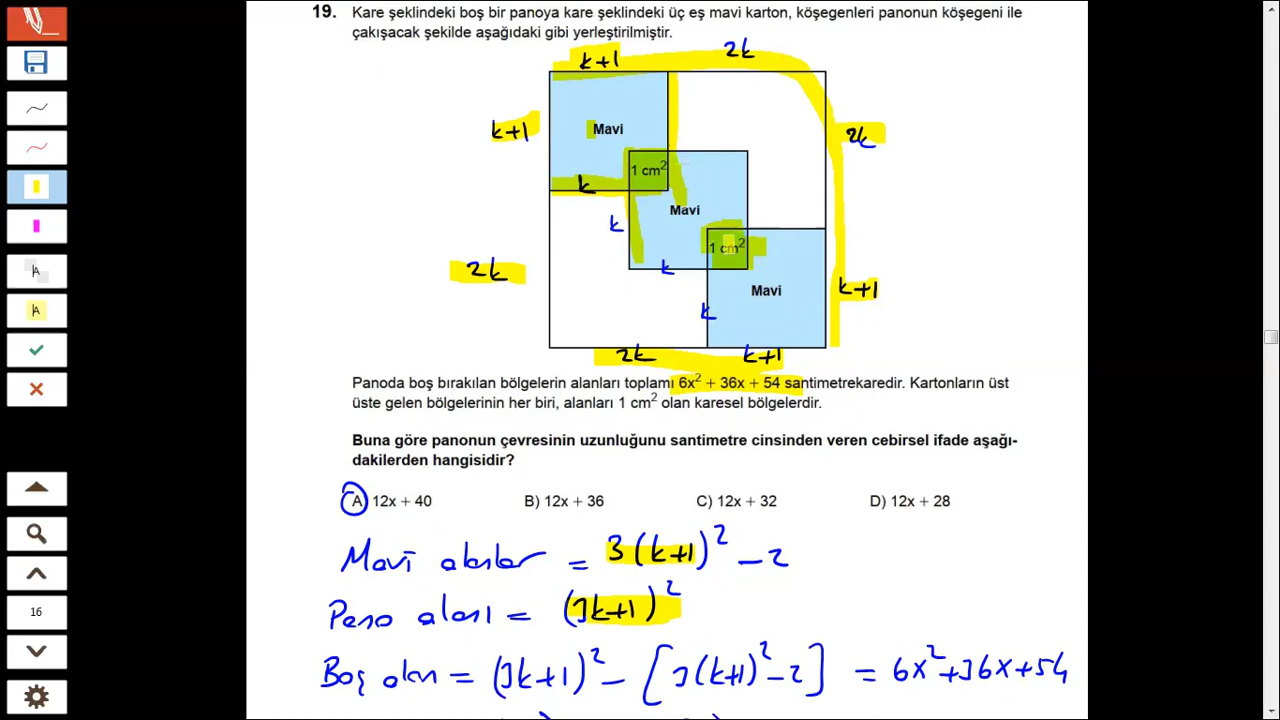 19. Kare şeklindeki boş bir panoya kare şeklindeki üç eş mavi karton, köşegenleri panonun köşegeni ile
çakışacak şekilde aşağıdaki gibi yerleştirilmiştir.
k+1 2k
k+1 Mavi 2k
1 cm²
k
k Mavi
1 cm²
2k k
k Mavi k+1
2k k+1
Panoda boş bırakılan bölgelerin alanları toplamı 6x² + 36x + 54 santimetrekaredir. Kartonların üst
üste gelen bölgelerinin her biri, alanları 1 cm² olan karesel bölgelerdir.
Buna göre panonun çevresinin uzunluğunu santimetre cinsinden veren cebirsel ifade aşağı-
dakilerden hangisidir?
A) 12x + 40 B) 12x + 36 C) 12x + 32 D) 12x + 28
Mavi alanlar = 3(k+1)² - 2
Pano alanı = (3k+1)²
Boş alan = (3k+1)² - [3(k+1)² - 2] = 6x² + 36x + 54
16